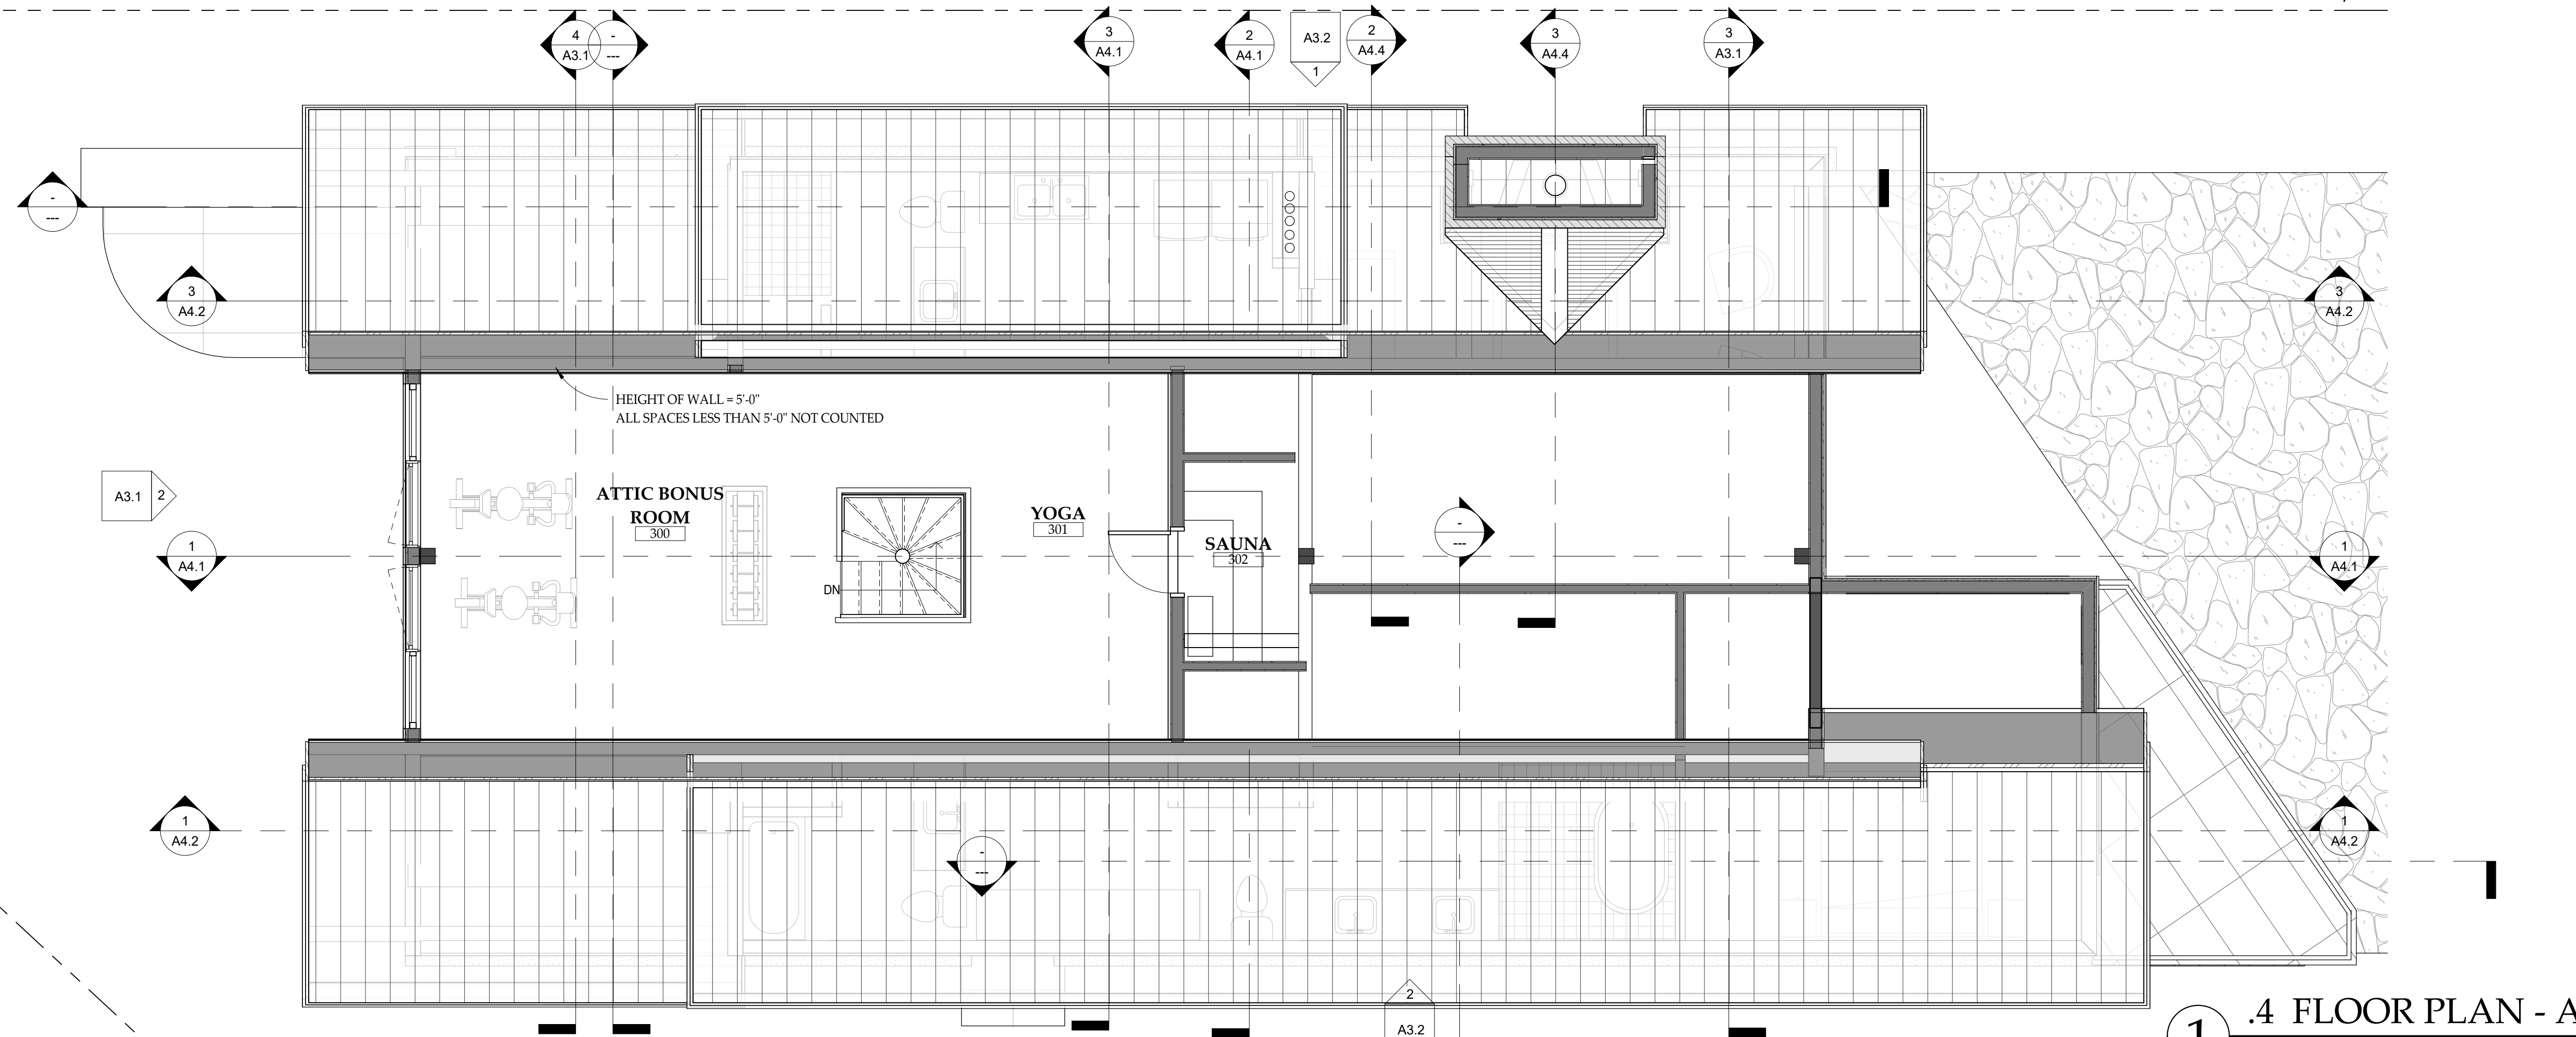 4
A3.1
-
---
3
A4.1
2
A4.1
A3.2
1
2
A4.4
3
A4.4
3
A3.1
-
---
3
A4.2
3
A4.2
HEIGHT OF WALL = 5'-0"
ALL SPACES LESS THAN 5'-0" NOT COUNTED
A3.1
2
ATTIC BONUS
ROOM
300
YOGA
301
SAUNA
302
-
---
1
A4.1
1
A4.1
DN
1
A4.2
1
A4.2
-
---
2
A3.2
1
.4 FLOOR PLAN - A